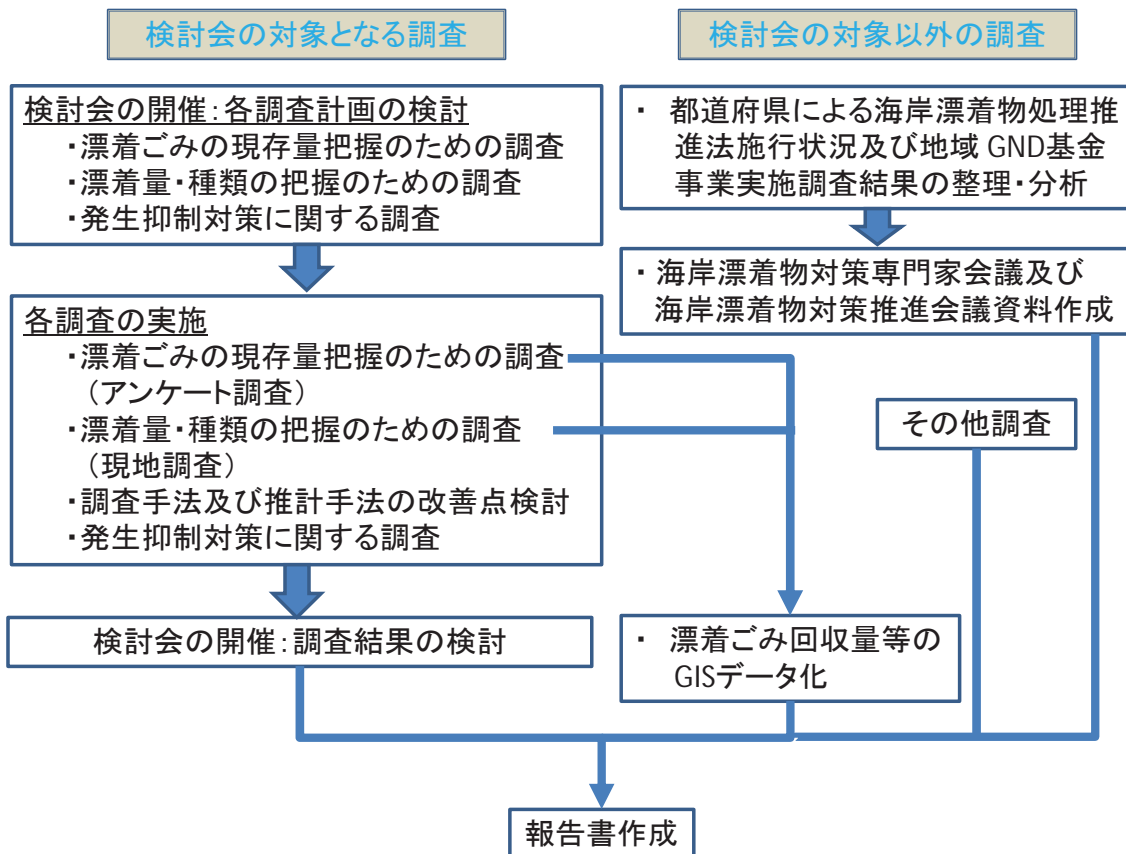 検討会の対象となる調査
検討会の開催：各調査計画の検討
・漂着ごみの現存量把握のための調査
・漂着量・種類の把握のための調査
・発生抑制対策に関する調査
各調査の実施
・漂着ごみの現存量把握のための調査
（アンケート調査）
・漂着量・種類の把握のための調査
（現地調査）
・調査手法及び推計手法の改善点検討
・発生抑制対策に関する調査
検討会の開催：調査結果の検討
検討会の対象以外の調査
・ 都道府県による海岸漂着物処理推
進法施行状況及び地域 GND基金
事業実施調査結果の整理・分析
・海岸漂着物対策専門家会議及び
海岸漂着物対策推進会議資料作成
その他調査
・ 漂着ごみ回収量等の
GISデータ化
報告書作成